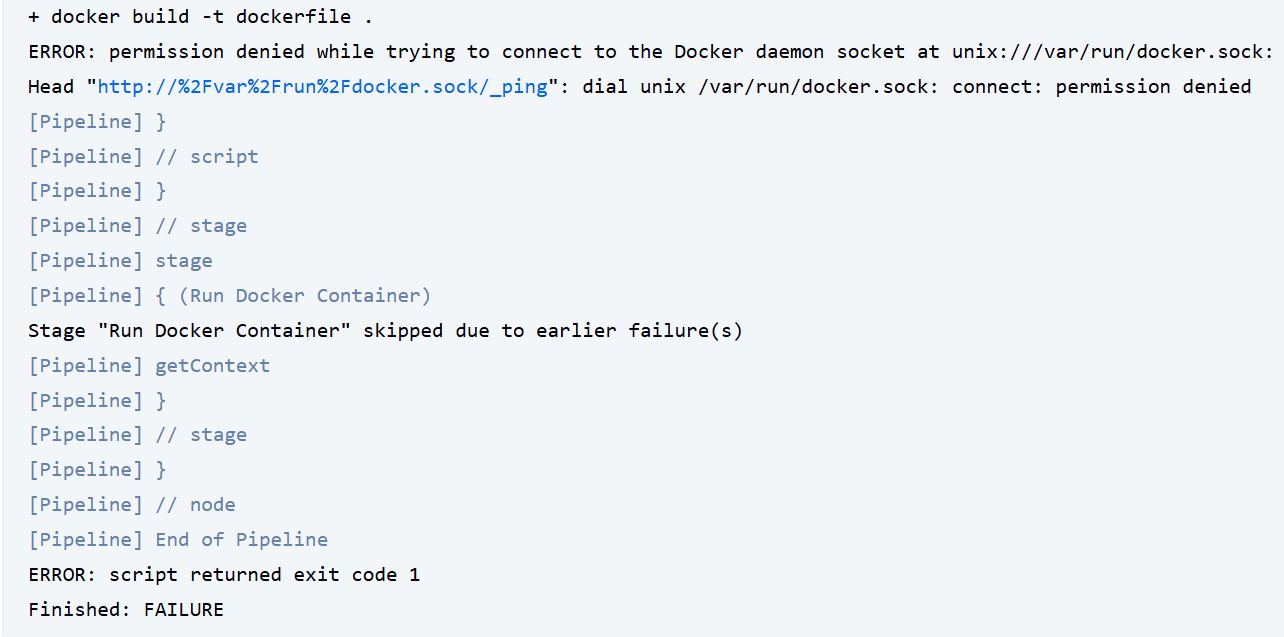 + docker build -t dockerfile .
ERROR: permission denied while trying to connect to the Docker daemon socket at unix:///var/run/docker.sock:
Head "http://%2Fvar%2Frun%2Fdocker.sock/_ping": dial unix /var/run/docker.sock: connect: permission denied
[Pipeline] }
[Pipeline] // script
[Pipeline] }
[Pipeline] // stage
[Pipeline] stage
[Pipeline] { (Run Docker Container)
Stage "Run Docker Container" skipped due to earlier failure(s)
[Pipeline] getContext
[Pipeline] }
[Pipeline] // stage
[Pipeline] }
[Pipeline] // node
[Pipeline] End of Pipeline
ERROR: script returned exit code 1
Finished: FAILURE